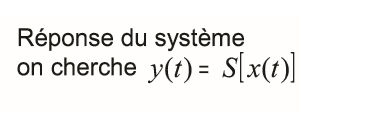 Réponse du système
on cherche y(t) = S[x(t)]